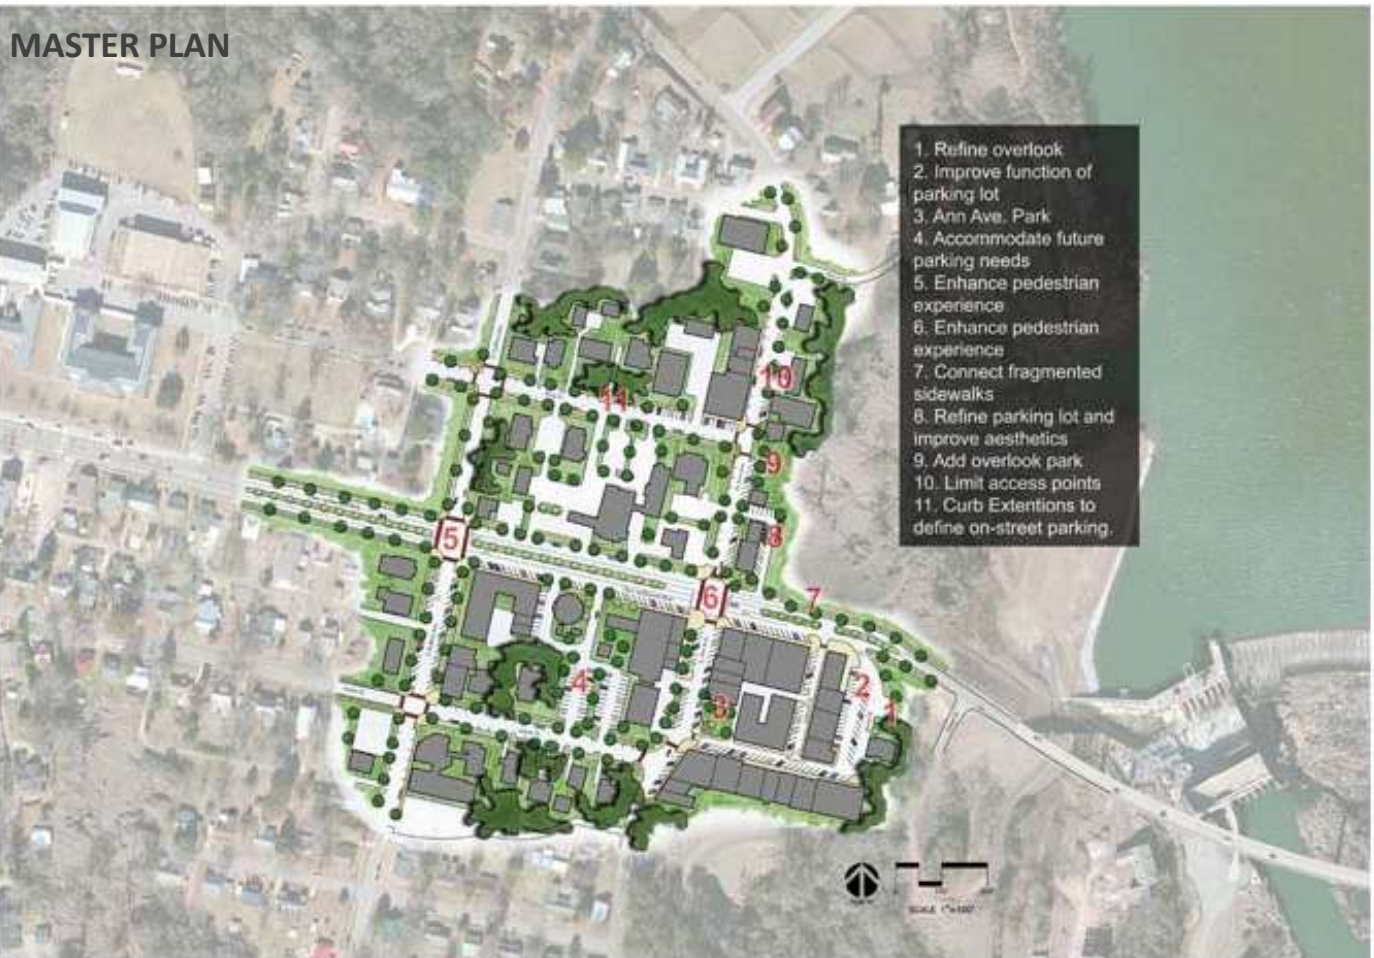 MASTER PLAN
1. Refine overlook
2. Improve function of
parking lot
3. Ann Ave. Park
4. Accommodate future
parking needs
5. Enhance pedestrian
experience
6. Enhance pedestrian
experience
7. Connect fragmented
sidewalks
8. Refine parking lot and
improve aesthetics
9. Add overlook park
10. Limit access points
11. Curb Extentions to
define on-street parking.
10
11
9
8
5
6
7
4
2
3
1
SCALE 1"=100'